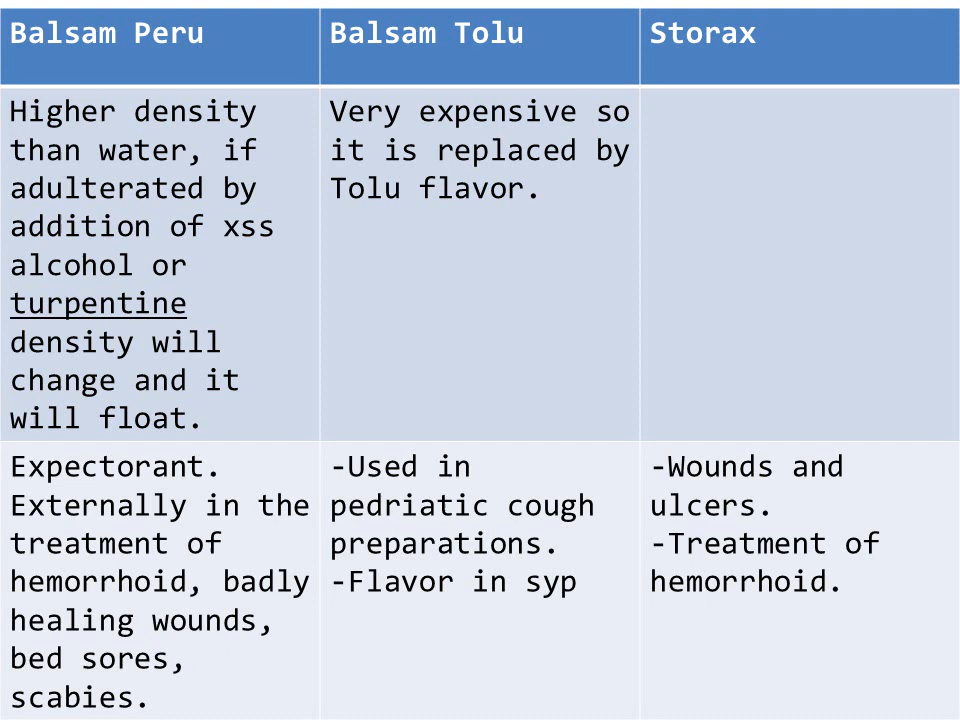 Balsam Peru
Balsam Tolu
Storax
Higher density
than water, if
adulterated by
addition of xss
alcohol or
turpentine
density will
change and it
will float.
Very expensive so
it is replaced by
Tolu flavor.
Expectorant.
Externally in the
treatment of
hemorrhoid, badly
healing wounds,
bed sores,
scabies.
-Used in
pedriatic cough
preparations.
-Flavor in syp
-Wounds and
ulcers.
-Treatment of
hemorrhoid.